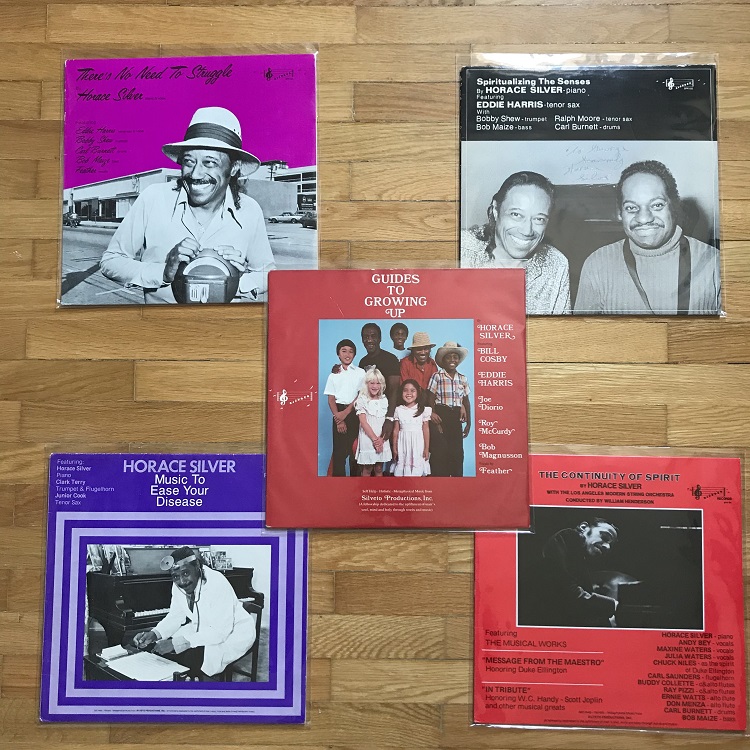 There's No Need To Struggle
Horace Silver
Eddie Harris
Bobby Shew
Carl Burnett
Bob Maize
Feather
Spiritualizing The Senses
By HORACE SILVER-piano
Featuring
EDDIE HARRIS-tenor sax
With
Bobby Shew-trumpet Ralph Moore-tenor sax
Bob Maize-bass Carl Burnett-drums
GUIDES
TO
GROWING
UP
HORACE
SILVER
BILL
COSBY
EDDIE
HARRIS
Joe
Diorio
Roy
McCurdy
Bob
Magnusson
Feather
Silveto Productions, Inc.
Featuring:
Horace Silver
Piano
Clark Terry
Trumpet & Flugelhorn
Junior Cook
Tenor Sax
HORACE SILVER
Music To
Ease Your
Disease
THE CONTINUITY OF SPIRIT
BY HORACE SILVER
WITH THE LOS ANGELES MODERN STRING ORCHESTRA
CONDUCTED BY WILLIAM HENDERSON
Featuring
THE MUSICAL WORKS
"MESSAGE FROM THE MAESTRO"
Honoring Duke Ellington
"IN TRIBUTE"
Honoring W.C. Handy - Scott Joplin
and other musical greats
HORACE SILVER - piano
ANDY BEY - vocals
MAXINE WATERS - vocals
JULIA WATERS - vocals
CHUCK NILES - as the spirit
of Duke Ellington
CARL SAUNDERS - flugelhorn
BUDDY COLLETTE -
RAY PIZZI -
ERNIE WATTS - alto flute
DON MENZA - alto flute
CARL BURNETT - drums
BOB MAIZE - bass